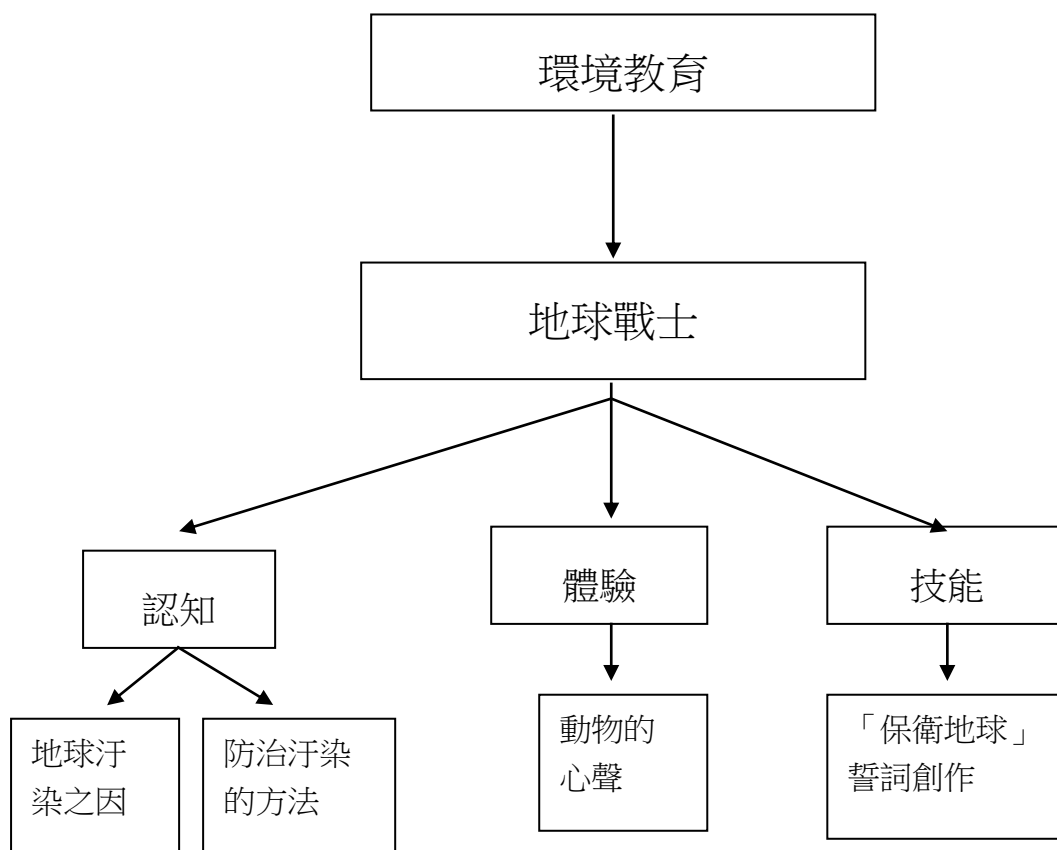 環境教育
地球戰士
認知
體驗
技能
地球汙
染之因
防治汙染
的方法
動物的
心聲
「保衛地球」
誓詞創作